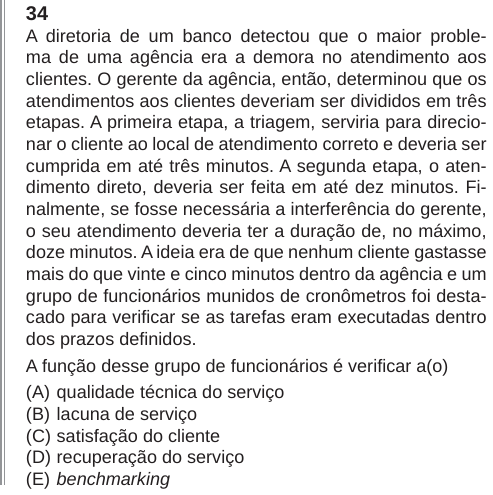 34
A diretoria de um banco detectou que o maior proble-
ma de uma agência era a demora no atendimento aos
clientes. O gerente da agência, então, determinou que os
atendimentos aos clientes deveriam ser divididos em três
etapas. A primeira etapa, a triagem, serviria para direcio-
nar o cliente ao local de atendimento correto e deveria ser
cumprida em até três minutos. A segunda etapa, o aten-
dimento direto, deveria ser feita em até dez minutos. Fi-
nalmente, se fosse necessária a interferência do gerente,
o seu atendimento deveria ter a duração de, no máximo,
doze minutos. A ideia era de que nenhum cliente gastasse
mais do que vinte e cinco minutos dentro da agência e um
grupo de funcionários munidos de cronômetros foi desta-
cado para verificar se as tarefas eram executadas dentro
dos prazos definidos.
A função desse grupo de funcionários é verificar a(o)
(A) qualidade técnica do serviço
(B) lacuna de serviço
(C) satisfação do cliente
(D) recuperação do serviço
(E) benchmarking